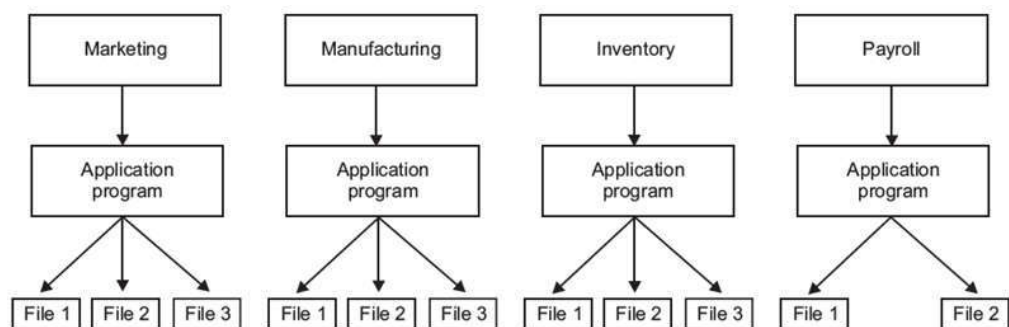 Marketing
Manufacturing
Inventory
Payroll
Application
program
Application
program
Application
program
Application
program
File 1
File 2
File 3
File 1
File 2
File 3
File 1
File 2
File 3
File 1
File 2